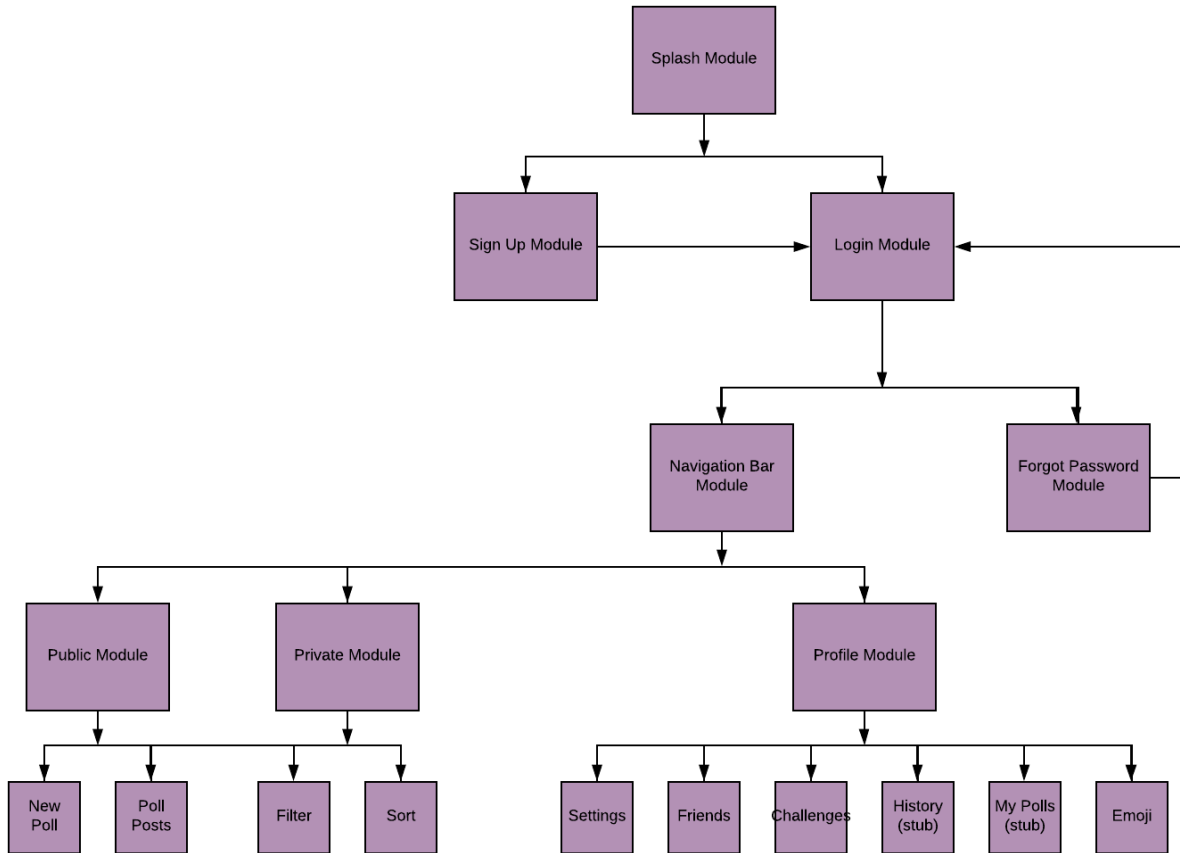 Splash Module
Sign Up Module
Login Module
Navigation Bar
Module
Forgot Password
Module
Public Module
Private Module
Profile Module
New
Poll
Poll
Posts
Filter
Sort
Settings
Friends
Challenges
History
(stub)
My Polls
(stub)
Emoji